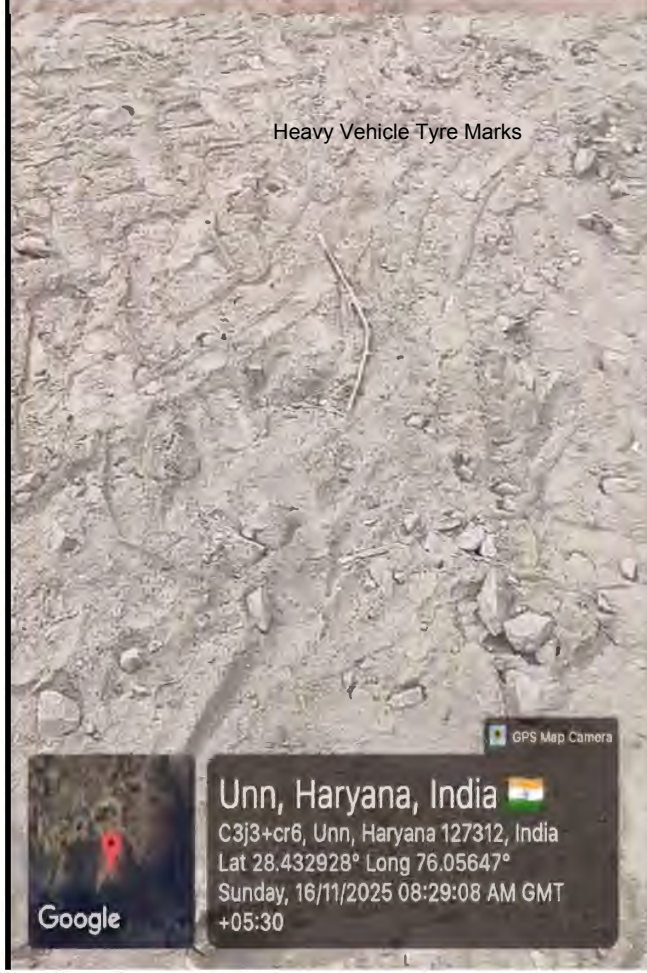 Heavy Vehicle Tyre Marks
GPS Map Camera
Unn, Haryana, India
C3j3+cr6, Unn, Haryana 127312, India
Lat 28.432928° Long 76.05647°
Sunday, 16/11/2025 08:29:08 AM GMT
+05:30
Google